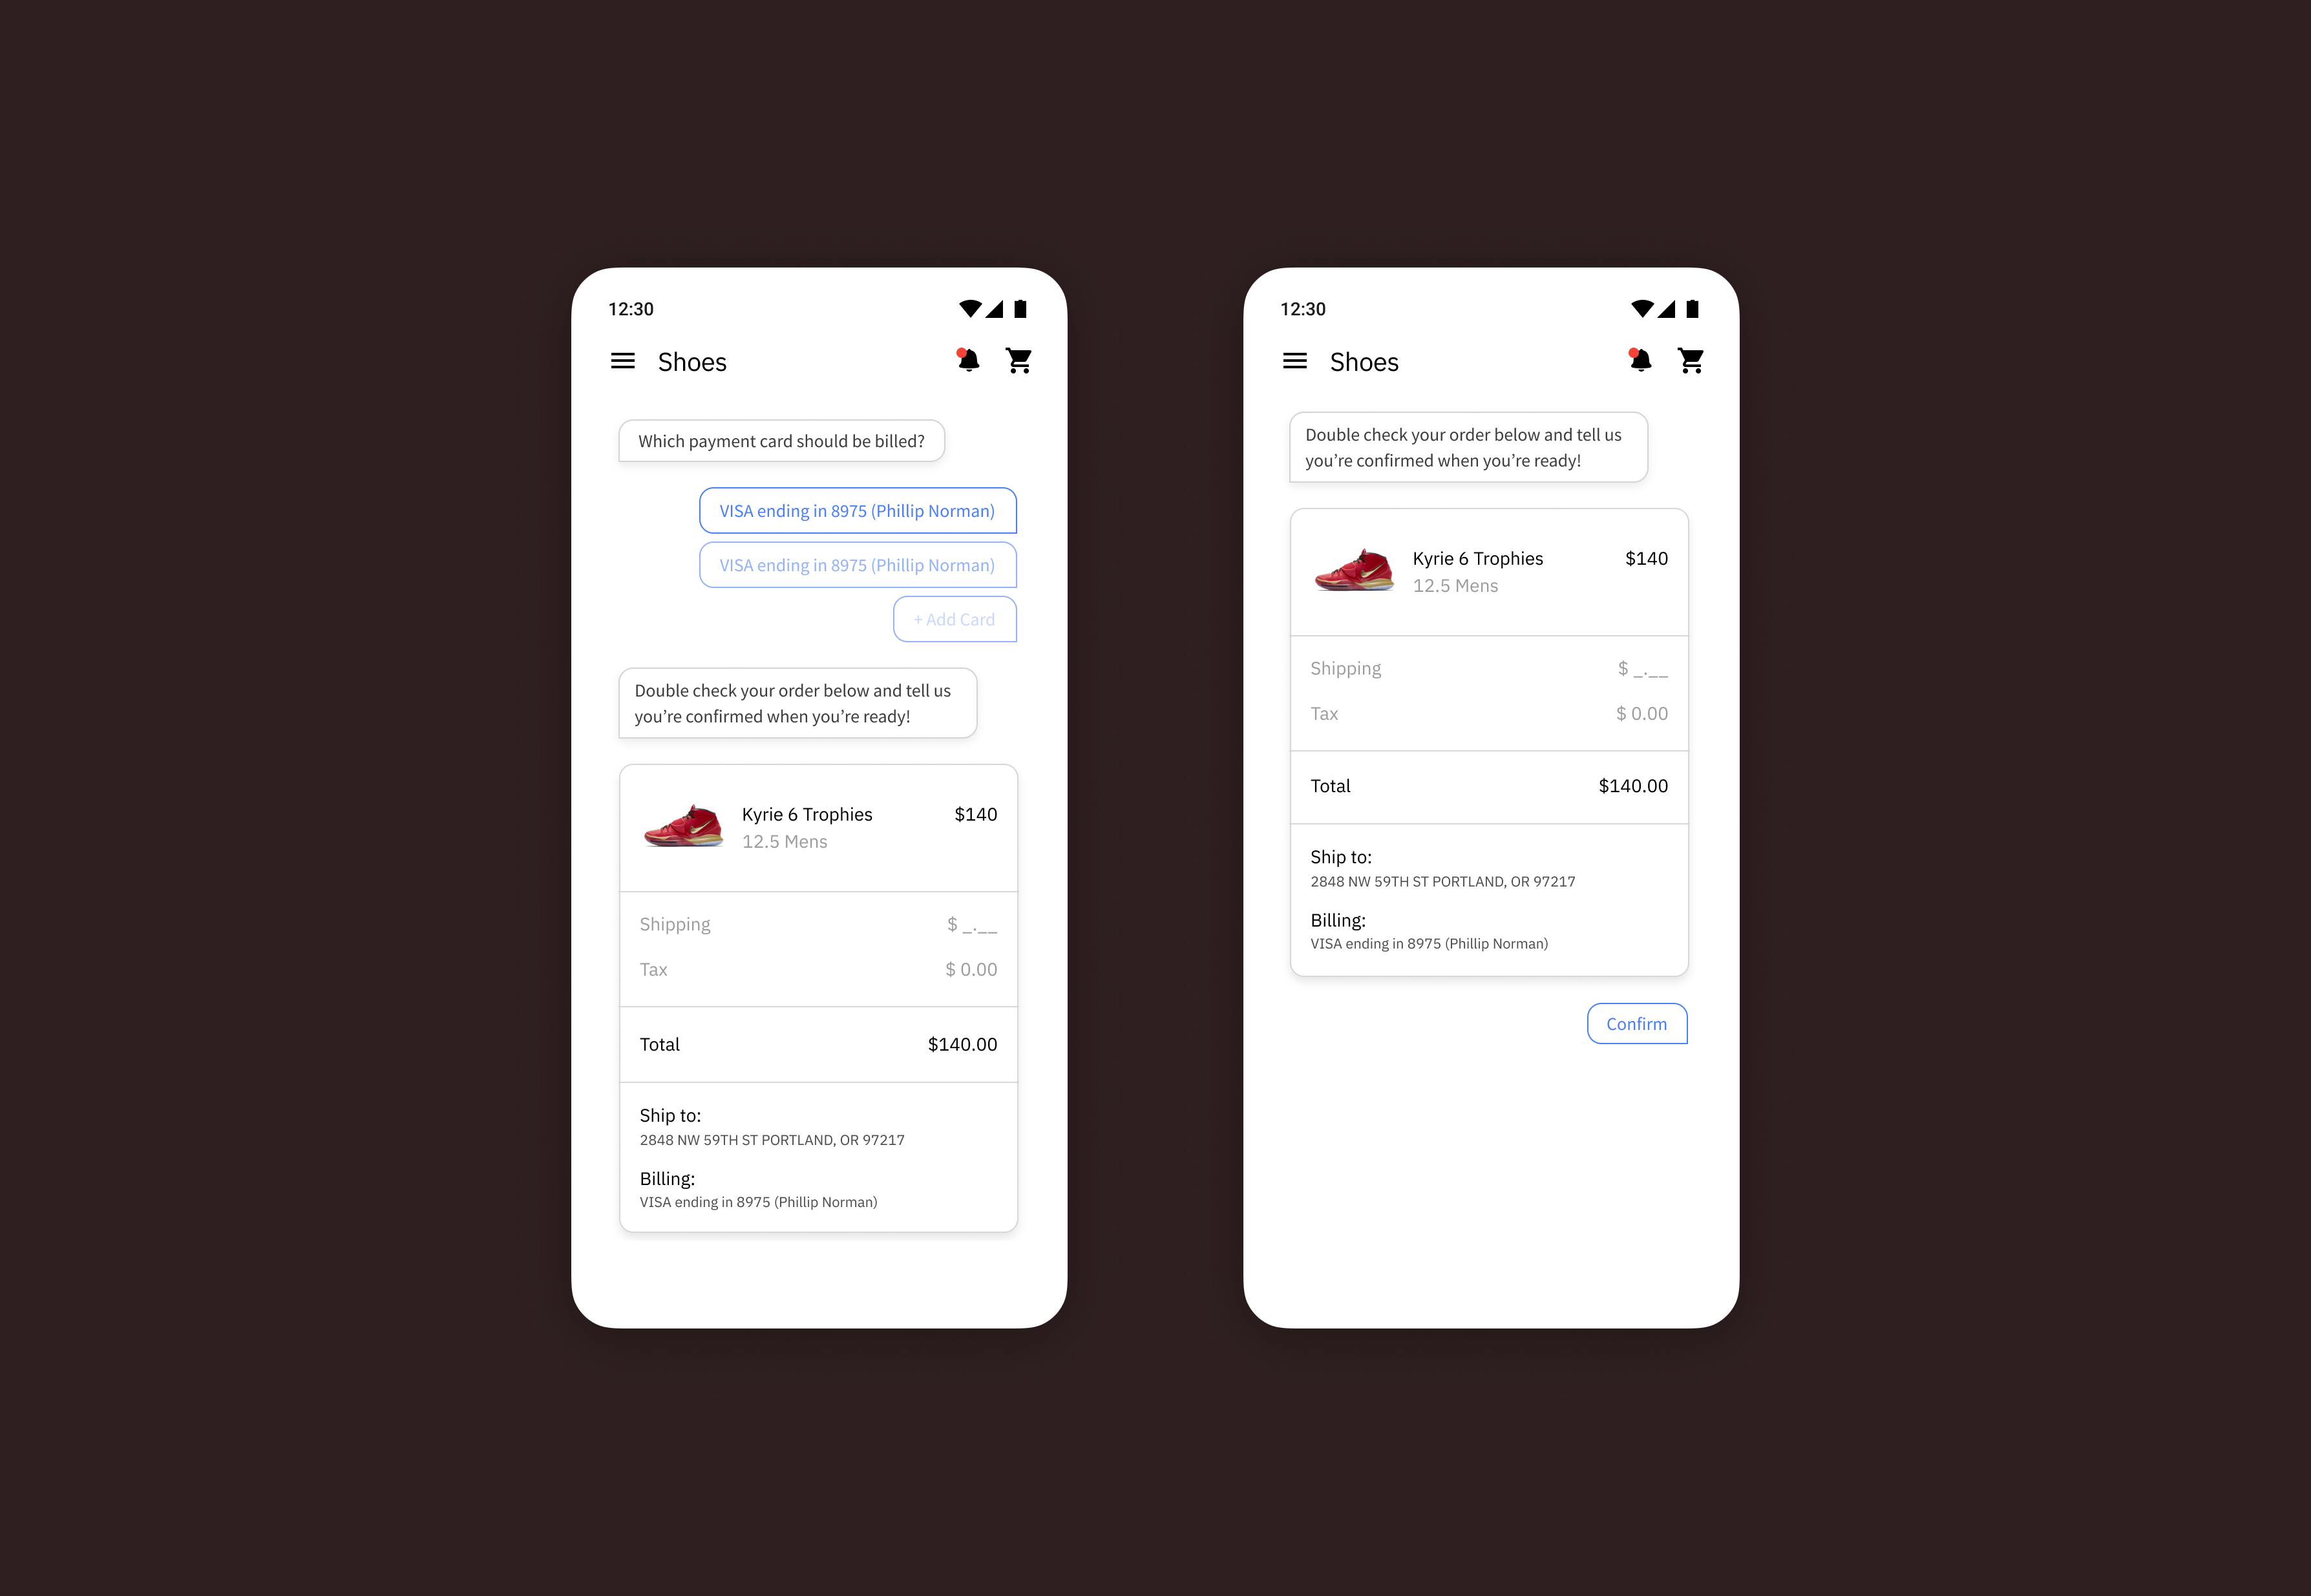 12:30
Shoes
Which payment card should be billed?
VISA ending in 8975 (Phillip Norman)
VISA ending in 8975 (Phillip Norman)
+ Add Card
Double check your order below and tell us
you’re confirmed when you’re ready!
Kyrie 6 Trophies $140
12.5 Mens
Shipping $ _.__
Tax $ 0.00
Total $140.00
Ship to:
2848 NW 59TH ST PORTLAND, OR 97217
Billing:
VISA ending in 8975 (Phillip Norman)
12:30
Shoes
Double check your order below and tell us
you’re confirmed when you’re ready!
Kyrie 6 Trophies $140
12.5 Mens
Shipping $ _.__
Tax $ 0.00
Total $140.00
Ship to:
2848 NW 59TH ST PORTLAND, OR 97217
Billing:
VISA ending in 8975 (Phillip Norman)
Confirm